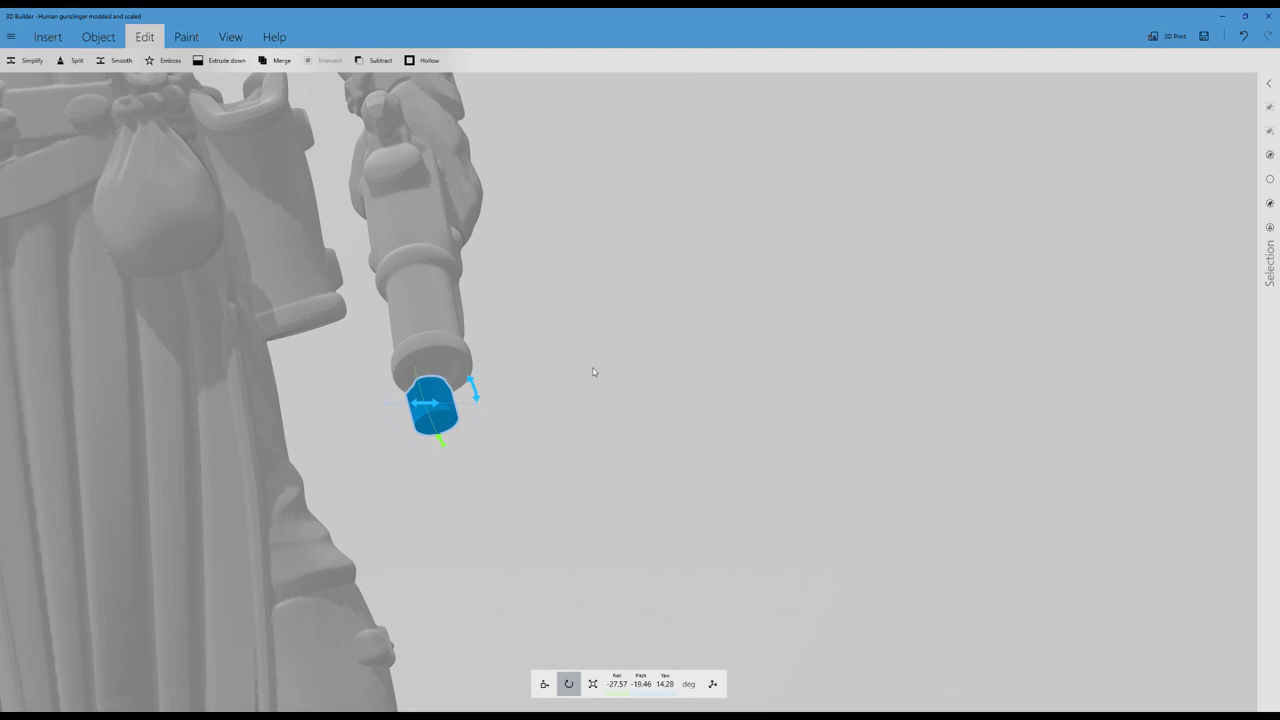 3D Builder -Human gunslinger modded and scaled
Insert Object Edit Paint View Help
3D Print
Simplify Split Smooth Emboss Extrude down Merge Intersect Subtract Hollow
Selection
Roll Pitch Yaw
-27.57 -19.46 14.28 deg